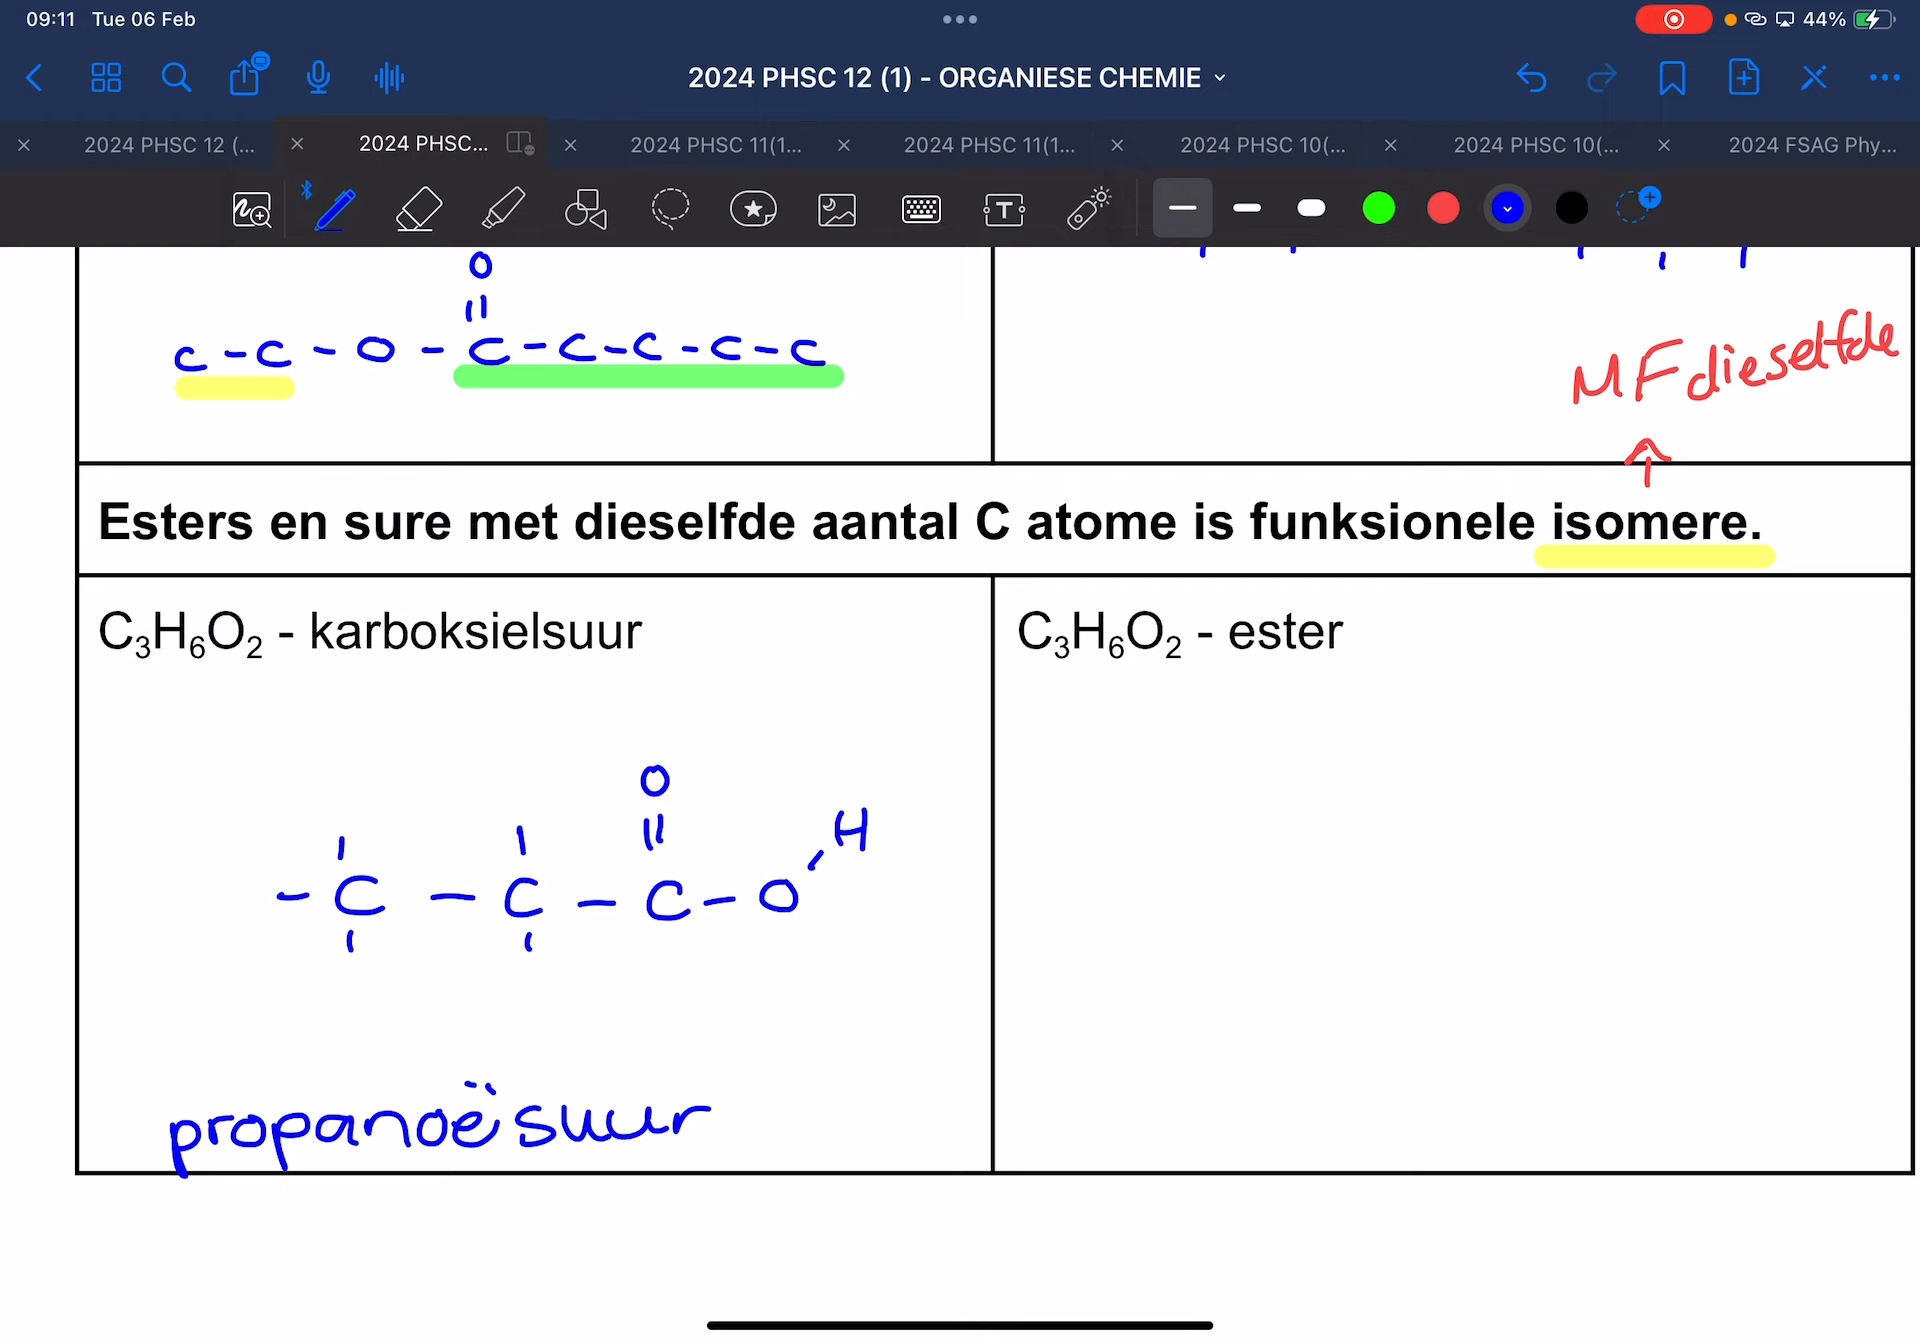 09:11 Tue 06 Feb
44%
2024 PHSC 12 (1) - ORGANIESE CHEMIE
2024 PHSC 12 (...
2024 PHSC...
2024 PHSC 11(1...
2024 PHSC 11(1...
2024 PHSC 10(...
2024 PHSC 10(...
2024 FSAG Phy...
T
O
||
C - C - O - C - C - C - C - C
MF dieselfde
↑
Esters en sure met dieselfde aantal C atome is funksionele isomere.
C₃H₆O₂ - karboksielsuur
C₃H₆O₂ - ester
O
||
H
- C - C - C - O
propanoësuur